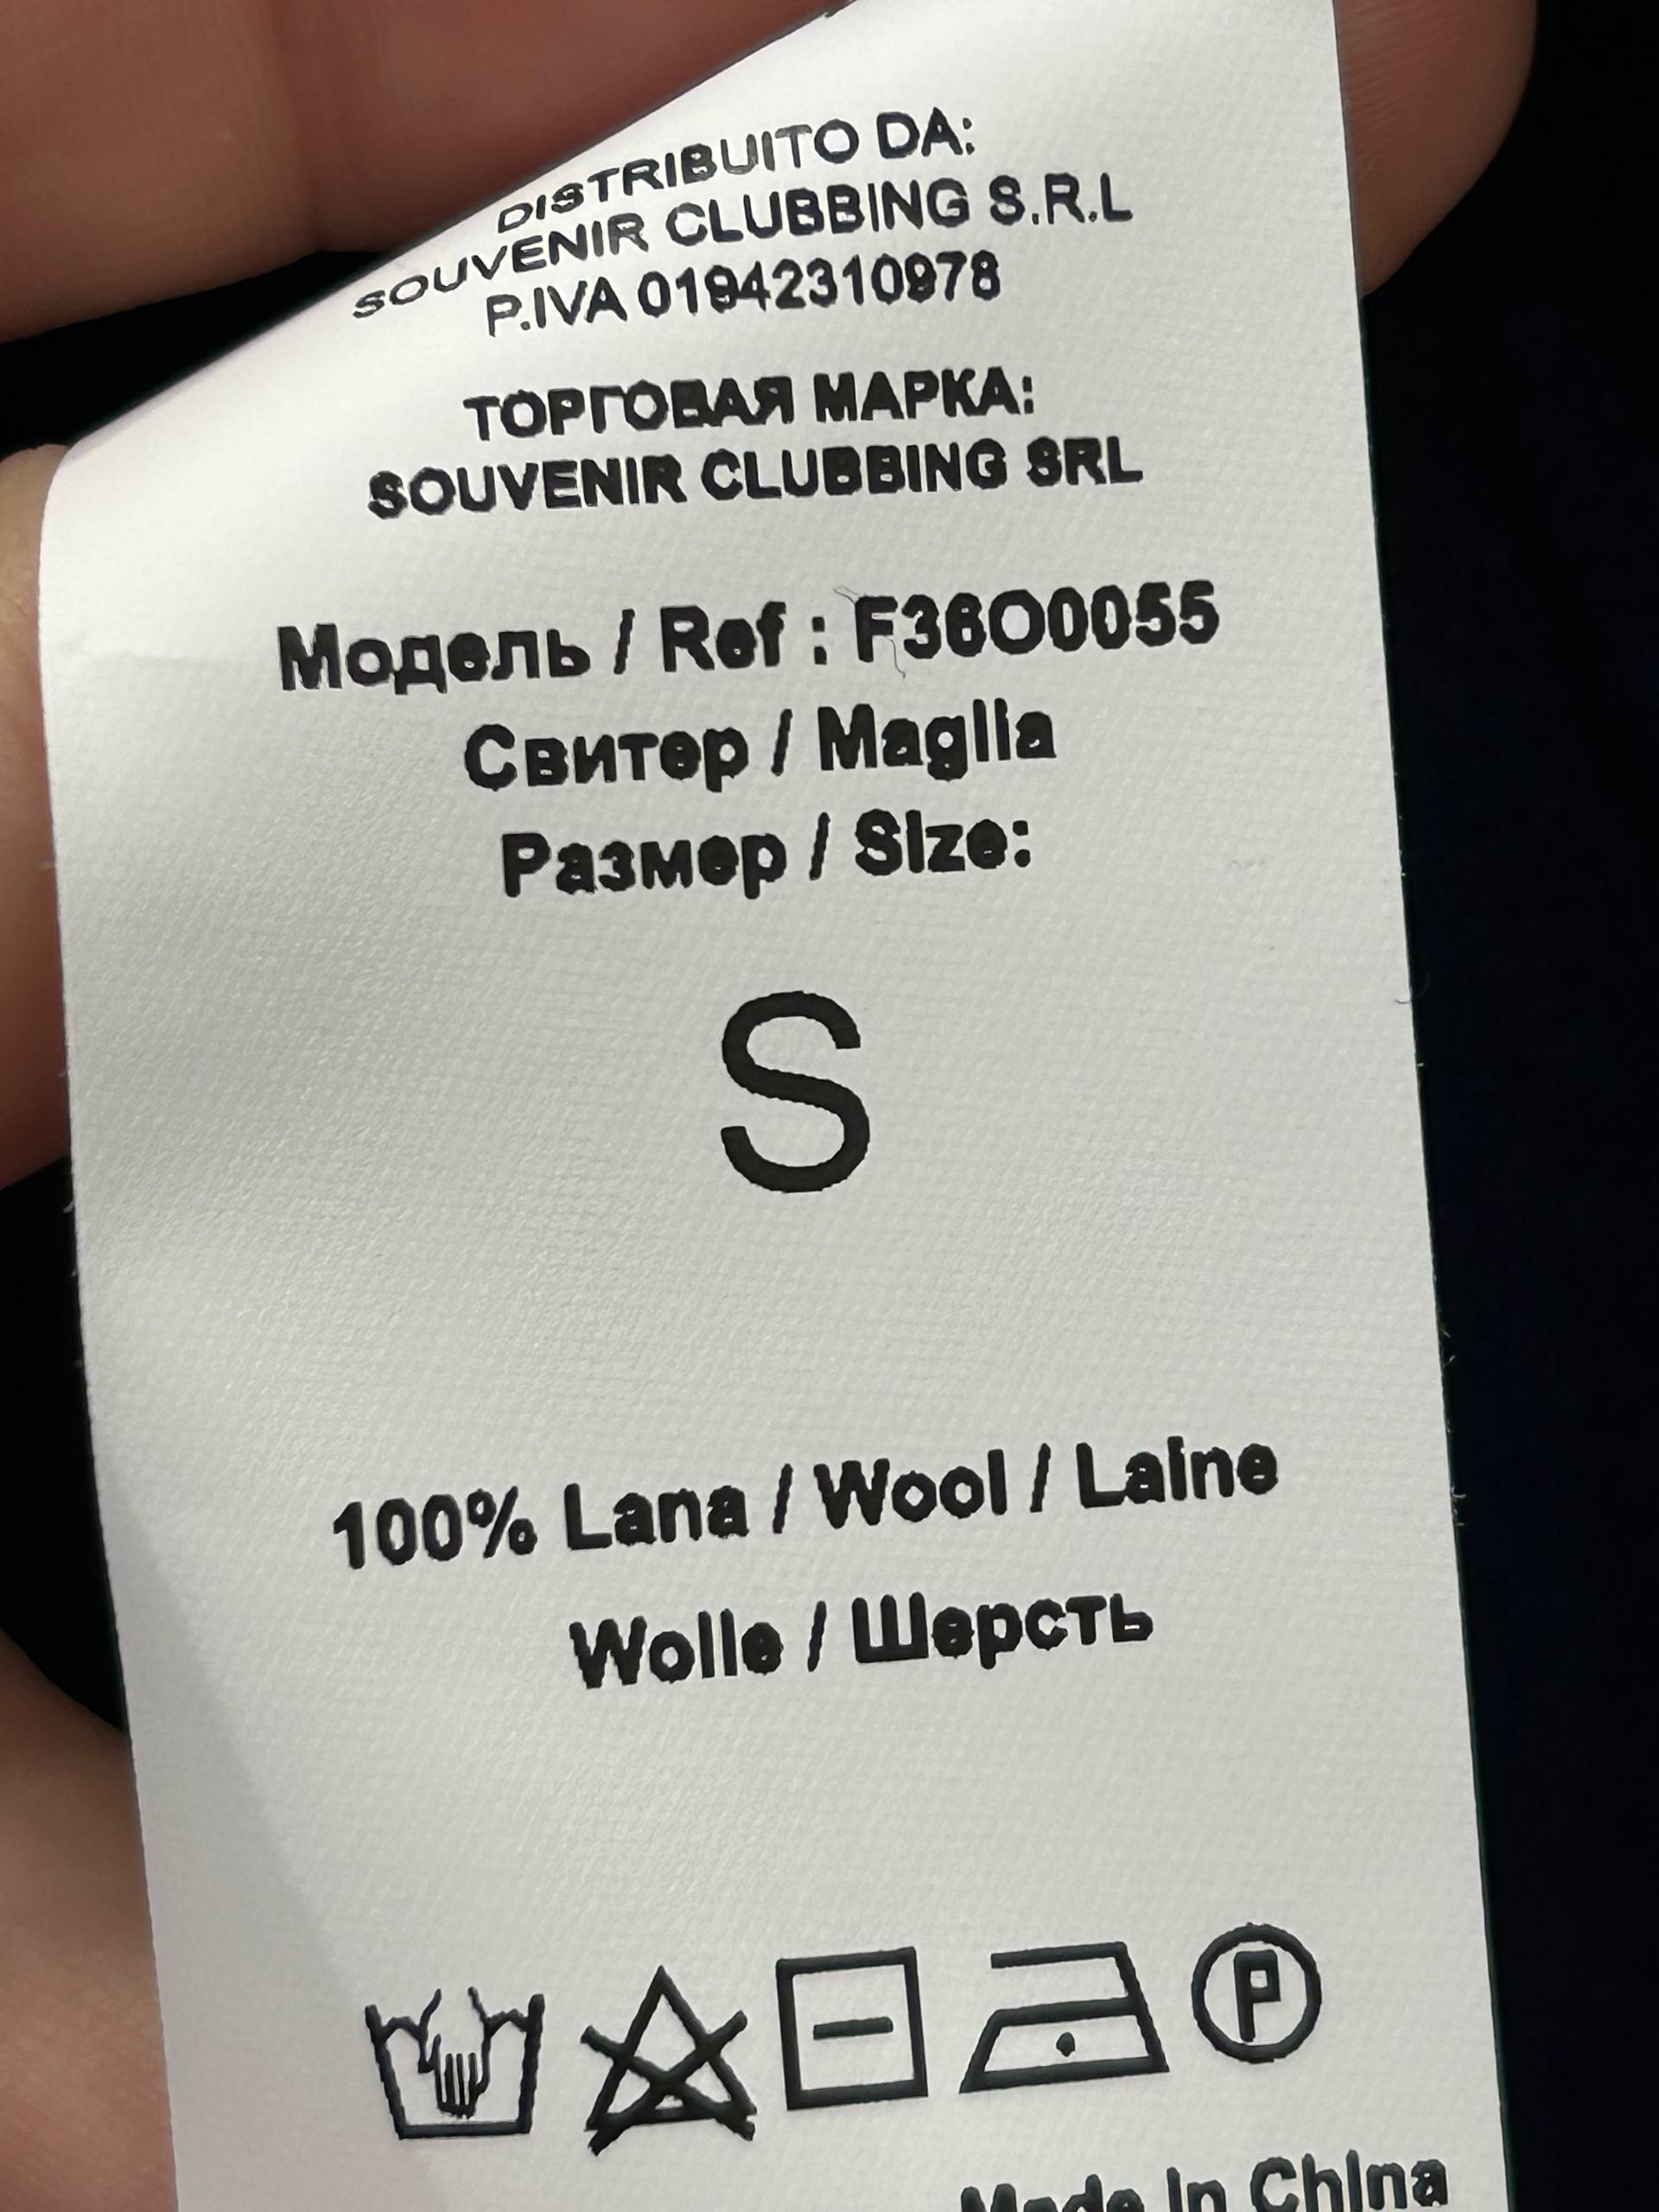 DISTRIBUITO DA:
SOUVENIR CLUBBING S.R.L
P.IVA 01942310978
ТОРГОВАЯ МАРКА:
SOUVENIR CLUBBING SRL
Модель / Ref : F36O0055
Свитер / Maglia
Размер / Size:
S
100% Lana / Wool / Laine
Wolle / Шерсть
P
Made In China